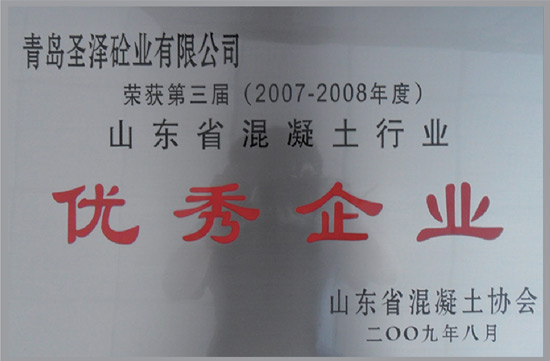 青岛圣泽砼业有限公司
荣获第三届（2007-2008年度）
山东省混凝土行业
优秀企业
山东省混凝土协会
二〇〇九年八月